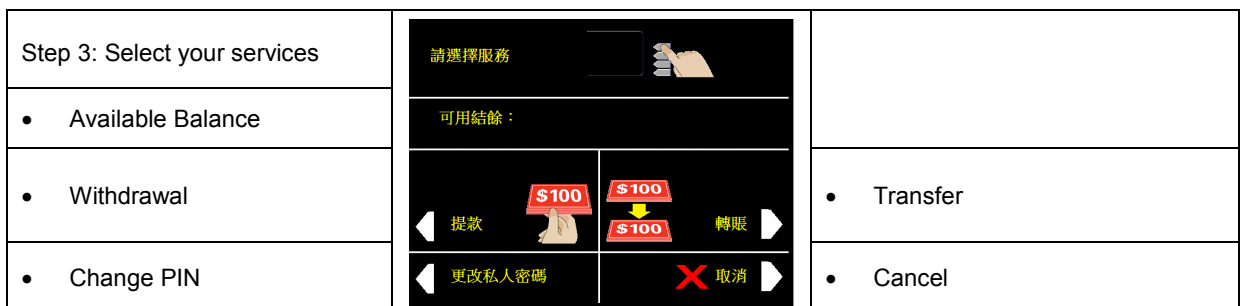 Step 3: Select your services
請選擇服務
• Available Balance
可用結餘：
• Withdrawal
$100
提款
$100
$100
轉賬
• Transfer
• Change PIN
更改私人密碼
取消
• Cancel